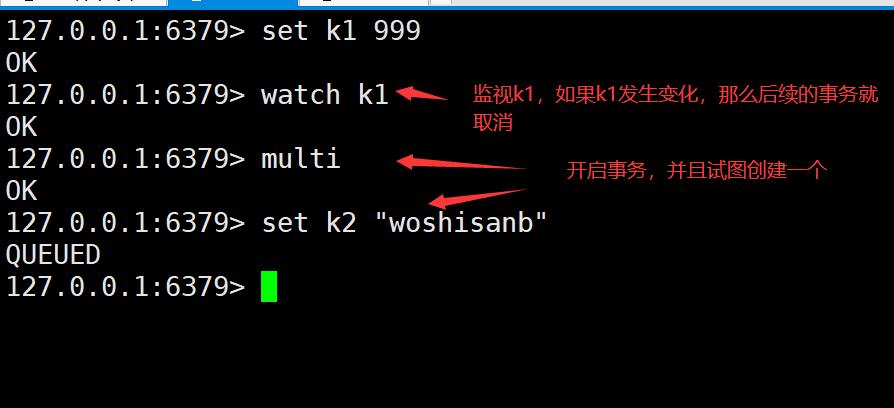 127.0.0.1:6379> set k1 999
OK
127.0.0.1:6379> watch k1
监视k1，如果k1发生变化，那么后续的事务就
取消
OK
127.0.0.1:6379> multi
开启事务，并且试图创建一个
OK
127.0.0.1:6379> set k2 "woshisanb"
QUEUED
127.0.0.1:6379>